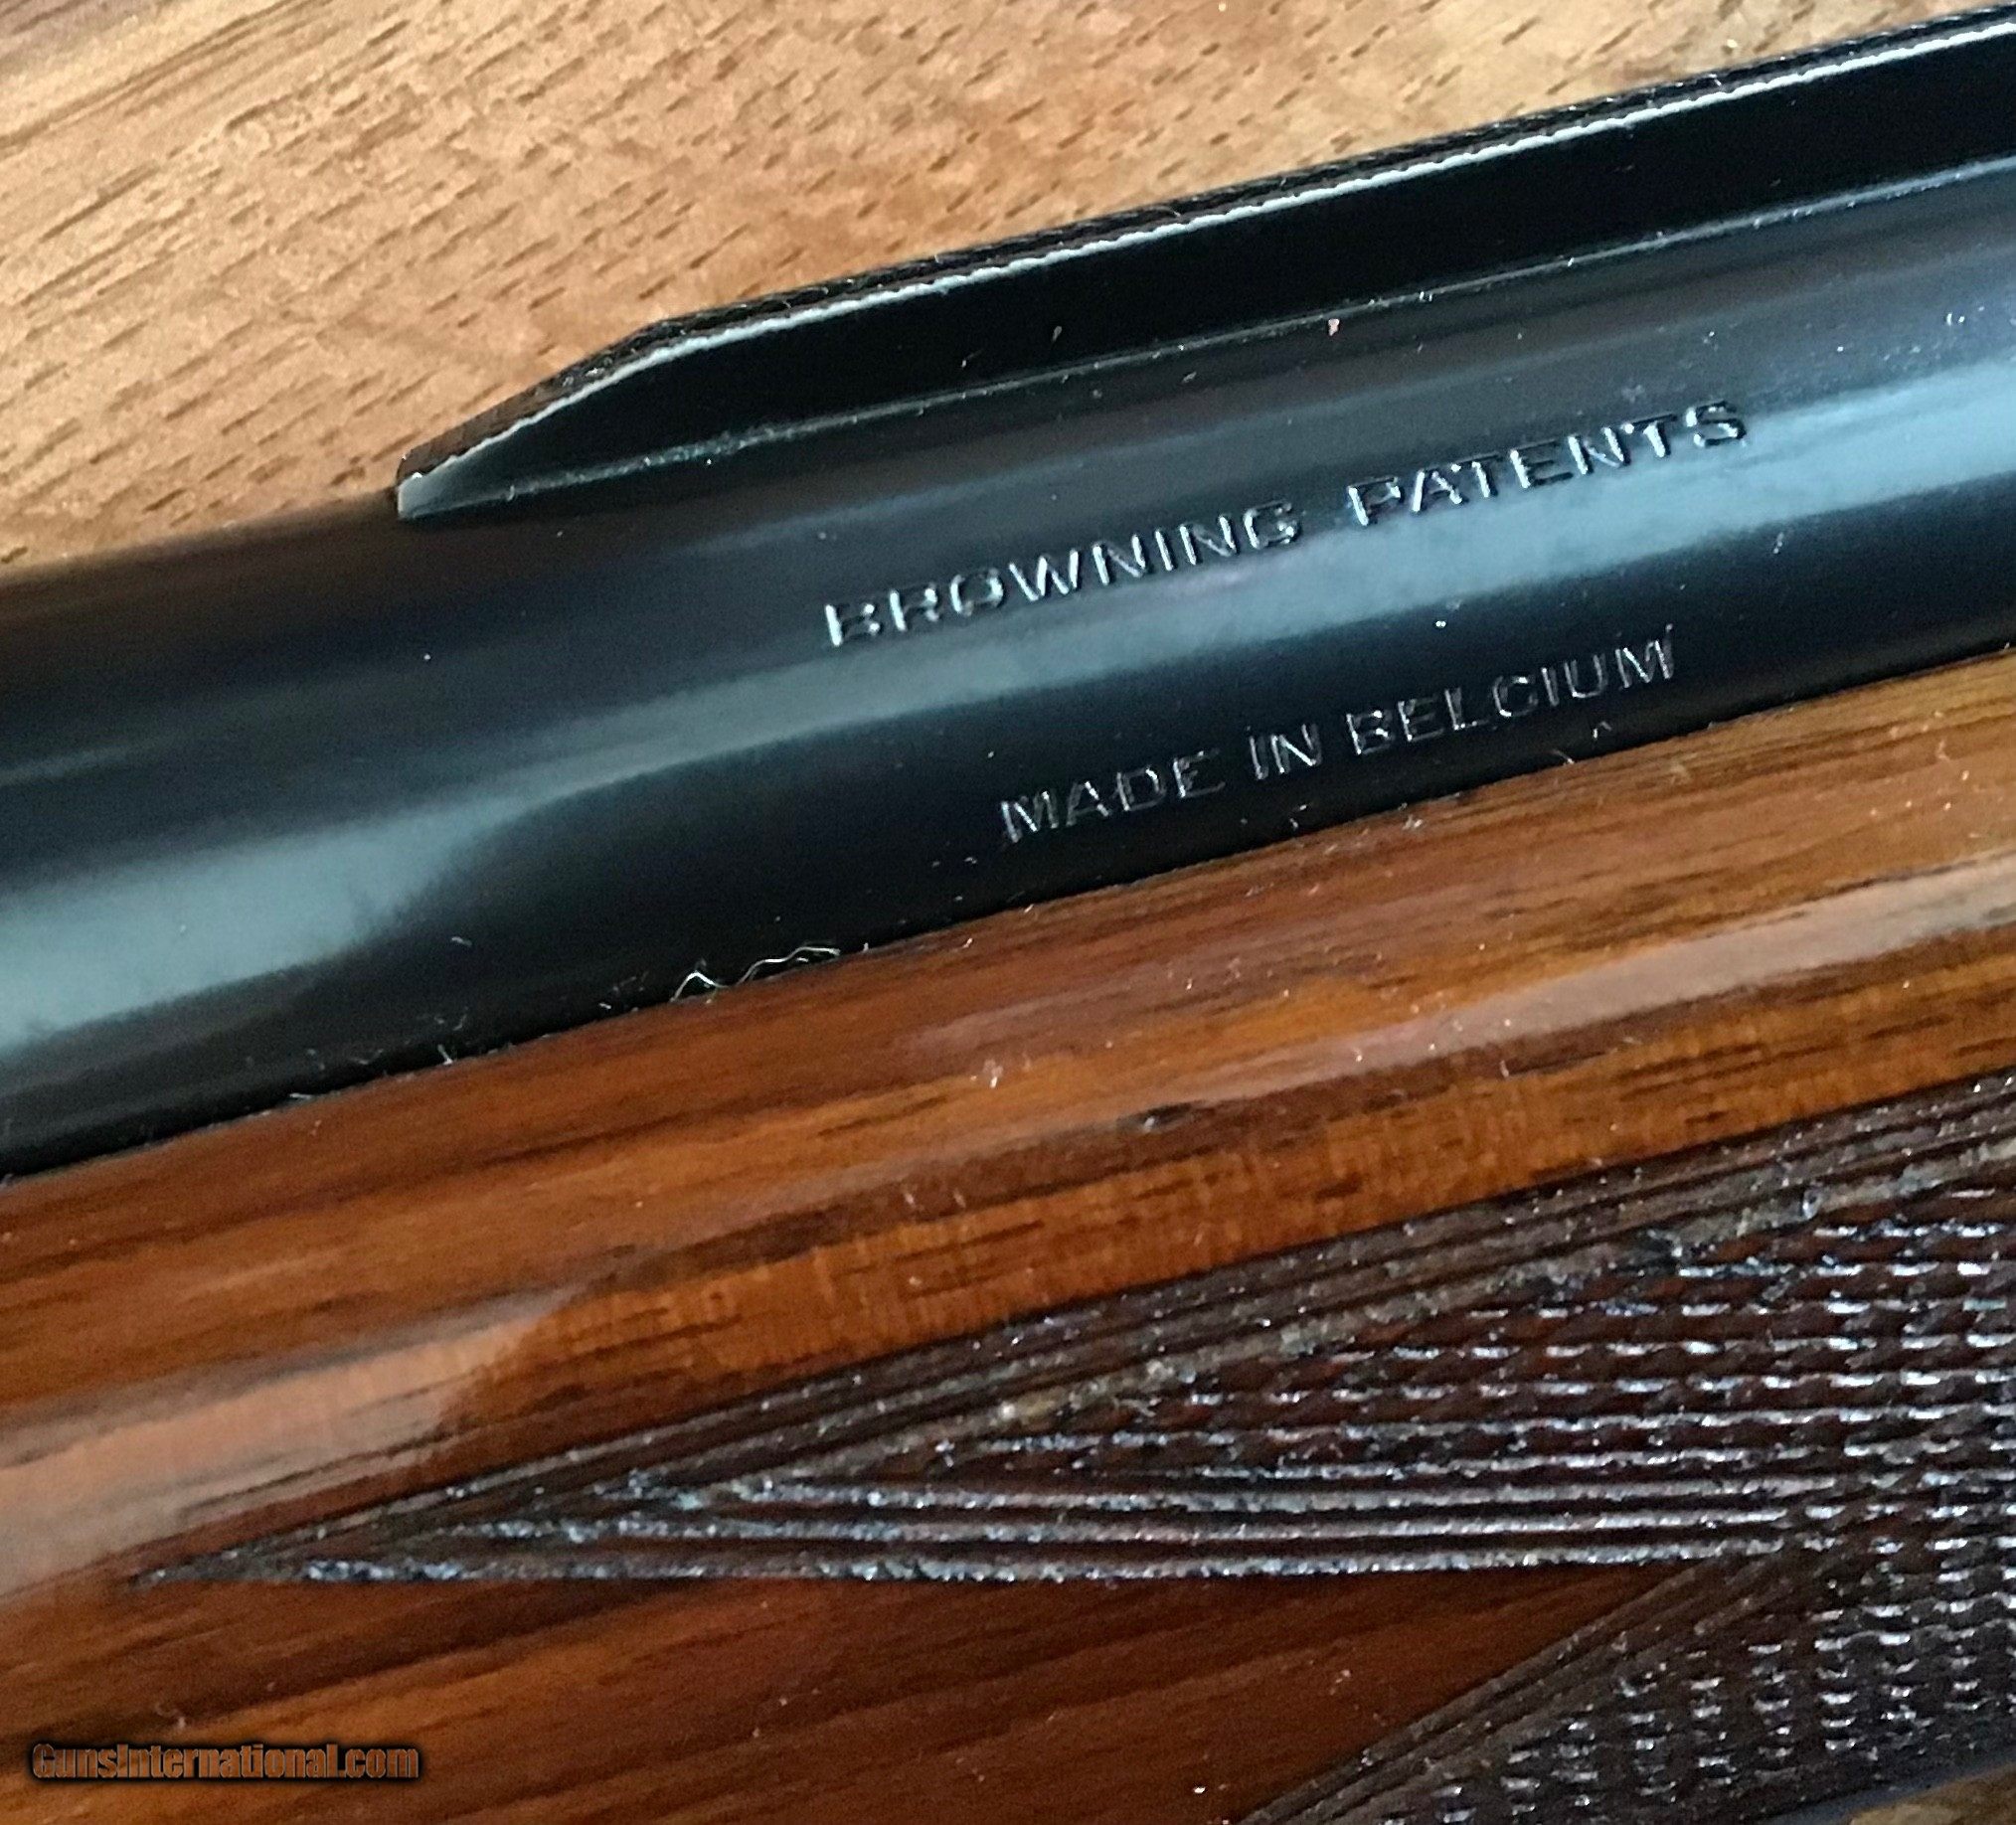 BROWNING PATENTS
MADE IN BELGIUM
GunsInternational.com